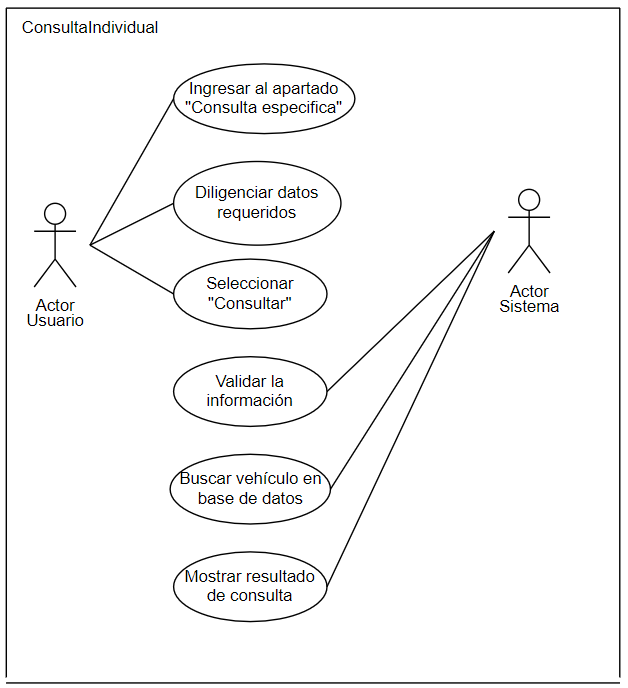 ConsultaIndividual
Ingresar al apartado
"Consulta especifica"
Diligenciar datos
requeridos
Seleccionar
"Consultar"
Actor
Usuario
Actor
Sistema
Validar la
información
Buscar vehículo en
base de datos
Mostrar resultado
de consulta